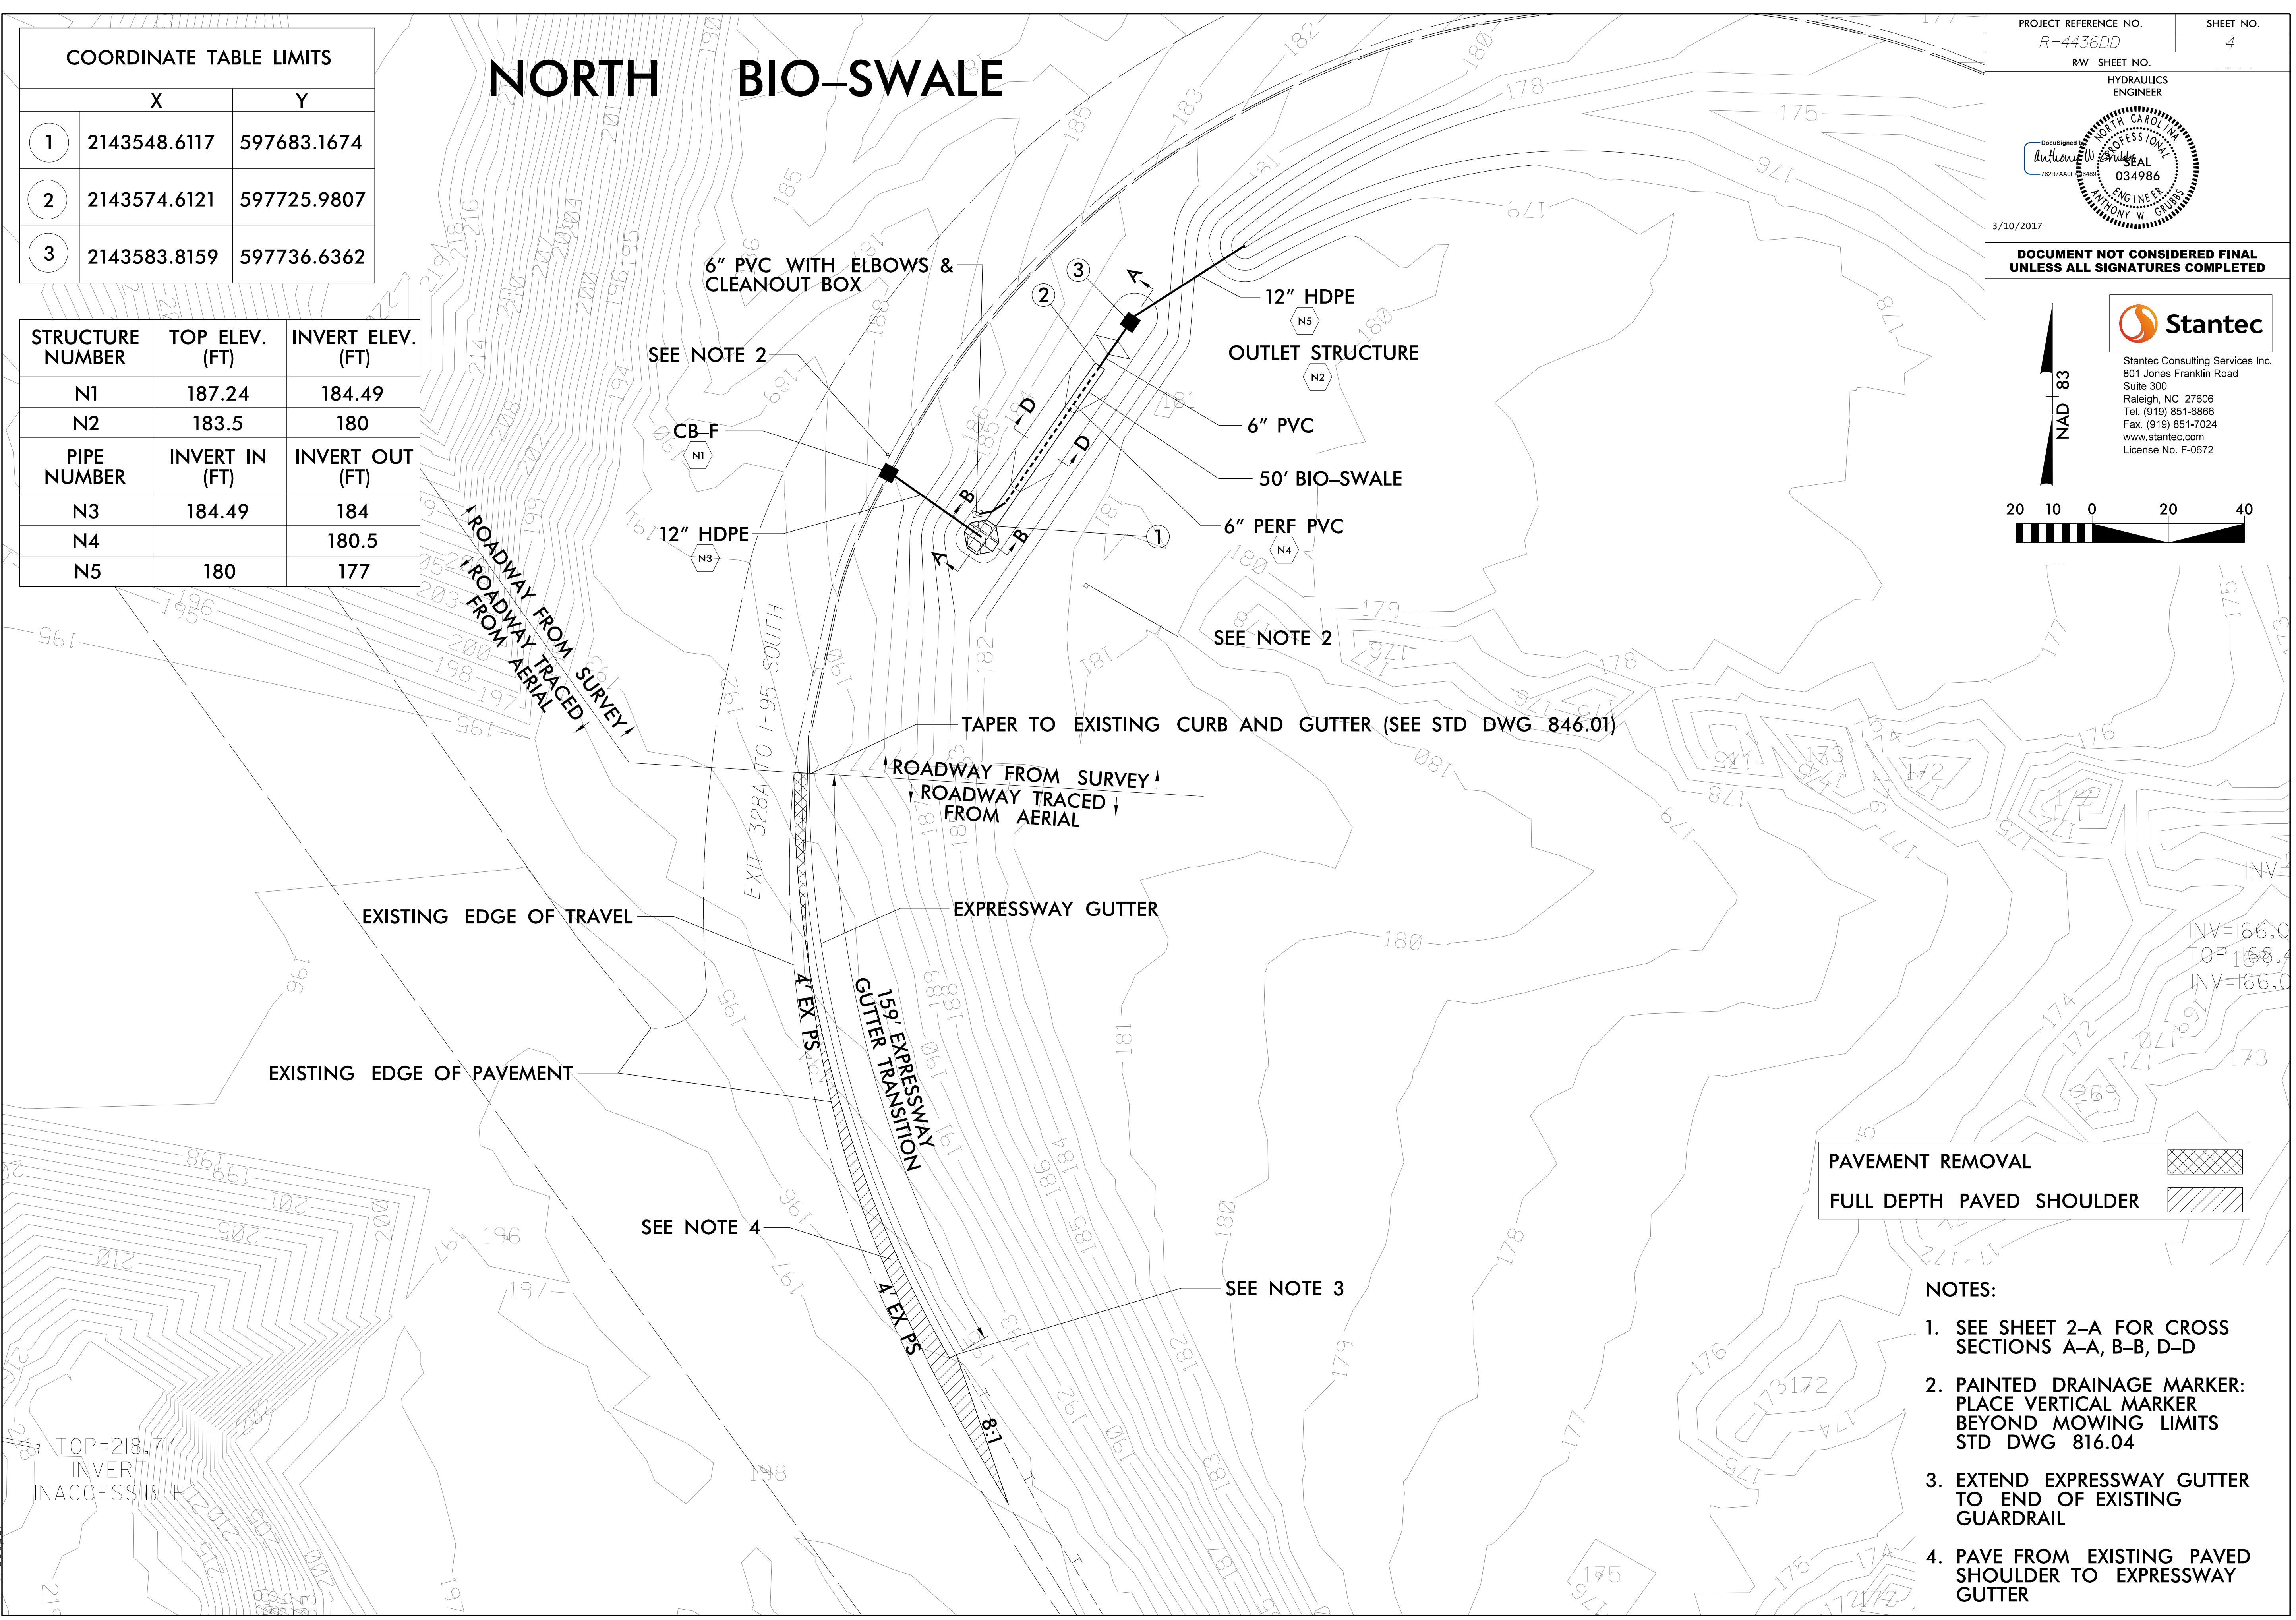 NORTH BIO–SWALE
COORDINATE TABLE LIMITS
X Y
1 2143548.6117 597683.1674
2 2143574.6121 597725.9807
3 2143583.8159 597736.6362
STRUCTURE NUMBER TOP ELEV. (FT) INVERT ELEV. (FT)
N1 187.24 184.49
N2 183.5 180
PIPE NUMBER INVERT IN (FT) INVERT OUT (FT)
N3 184.49 184
N4 180.5
N5 180 177
PROJECT REFERENCE NO. SHEET NO.
R-4436DD 4
R/W SHEET NO.
HYDRAULICS
ENGINEER
DocuSigned
NORTH CAROLINA
PROFESSIONAL
SEAL
034986
ENGINEER
ANTHONY W. GRUBBS
3/10/2017
DOCUMENT NOT CONSIDERED FINAL
UNLESS ALL SIGNATURES COMPLETED
Stantec
Stantec Consulting Services Inc.
801 Jones Franklin Road
Suite 300
Raleigh, NC 27606
Tel. (919) 851-6866
Fax. (919) 851-7024
www.stantec.com
License No. F-0672
NAD 83
20 10 0 20 40
6" PVC WITH ELBOWS &
CLEANOUT BOX
SEE NOTE 2
CB–F
N1
12" HDPE
N3
3
2
1
A
A
B
B
D
D
12" HDPE
N5
OUTLET STRUCTURE
N2
6" PVC
50' BIO–SWALE
6" PERF PVC
N4
SEE NOTE 2
ROADWAY FROM SURVEY
ROADWAY TRACED
FROM AERIAL
TAPER TO EXISTING CURB AND GUTTER (SEE STD DWG 846.01)
ROADWAY FROM SURVEY
ROADWAY TRACED
FROM AERIAL
EXIT 328A TO I-95 SOUTH
EXISTING EDGE OF TRAVEL
EXPRESSWAY GUTTER
4' EX PS
159' EXPRESSWAY
GUTTER TRANSITION
EXISTING EDGE OF PAVEMENT
SEE NOTE 4
4' EX PS
SEE NOTE 3
8:1
TOP=218.71'
INVERT
INACCESSIBLE
PAVEMENT REMOVAL
FULL DEPTH PAVED SHOULDER
NOTES:
1. SEE SHEET 2–A FOR CROSS
SECTIONS A–A, B–B, D–D
2. PAINTED DRAINAGE MARKER:
PLACE VERTICAL MARKER
BEYOND MOWING LIMITS
STD DWG 816.04
3. EXTEND EXPRESSWAY GUTTER
TO END OF EXISTING
GUARDRAIL
4. PAVE FROM EXISTING PAVED
SHOULDER TO EXPRESSWAY
GUTTER